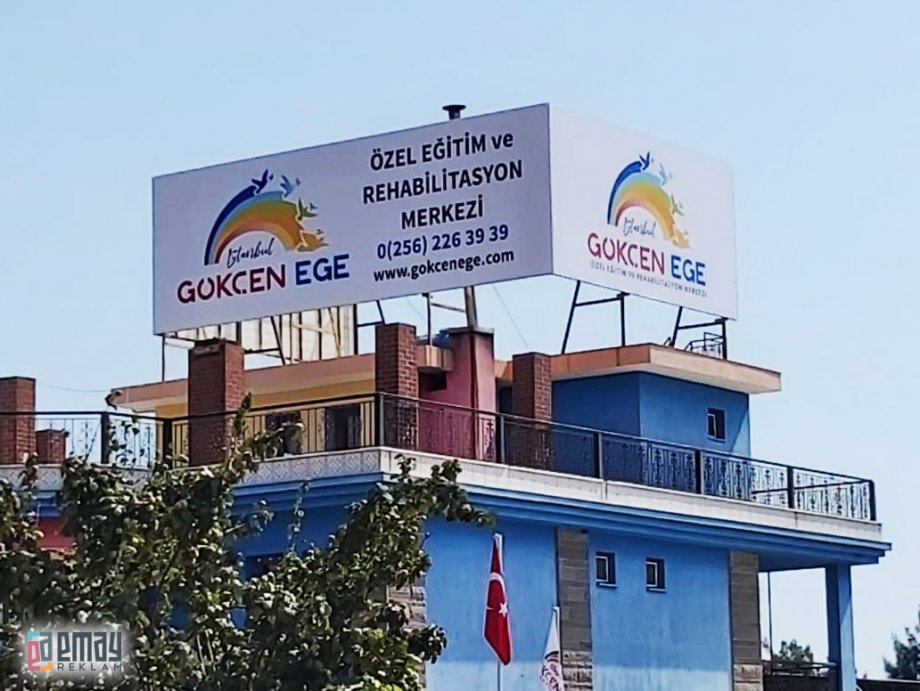 ÖZEL EĞİTİM ve
REHABİLİTASYON
MERKEZİ
0(256) 226 39 39
www.gokcenege.com
İstanbul
GÖKÇEN EGE
İstanbul
GÖKÇEN EGE
ÖZEL EĞİTİM VE REHABİLİTASYON MERKEZİ
emay
REKLAM